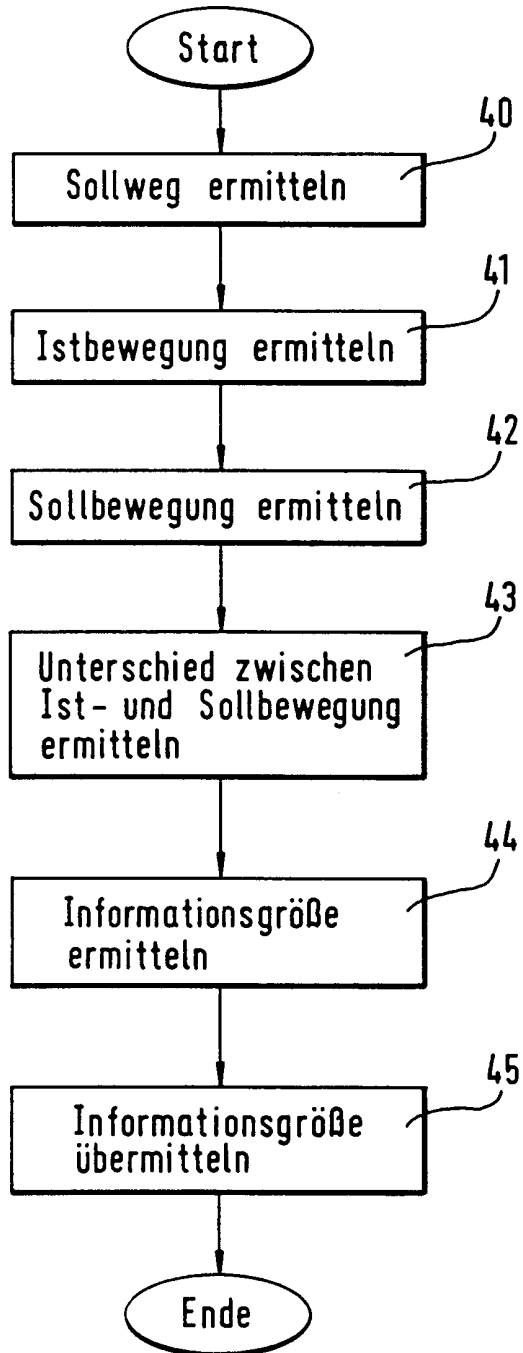 Start
40
Sollweg ermitteln
41
Istbewegung ermitteln
42
Sollbewegung ermitteln
43
Unterschied zwischen
Ist- und Sollbewegung
ermitteln
44
Informationsgröße
ermitteln
45
Informationsgröße
übermitteln
Ende